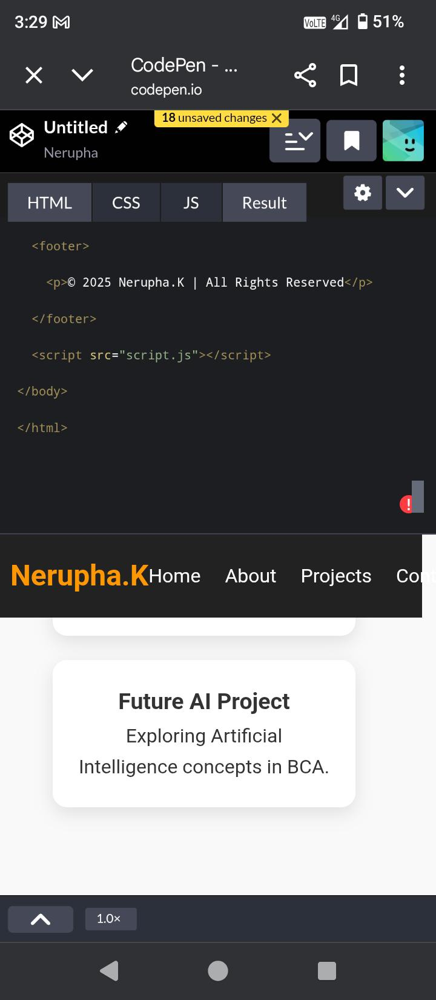 3:29
VoLTE 4G 51%
CodePen - ...
codepen.io
18 unsaved changes
Untitled
Nerupha
HTML CSS JS Result
<footer>
<p>© 2025 Nerupha.K | All Rights Reserved</p>
</footer>
<script src="script.js"></script>
</body>
</html>
Nerupha.K Home About Projects Cont
Future AI Project
Exploring Artificial
Intelligence concepts in BCA.
1.0×